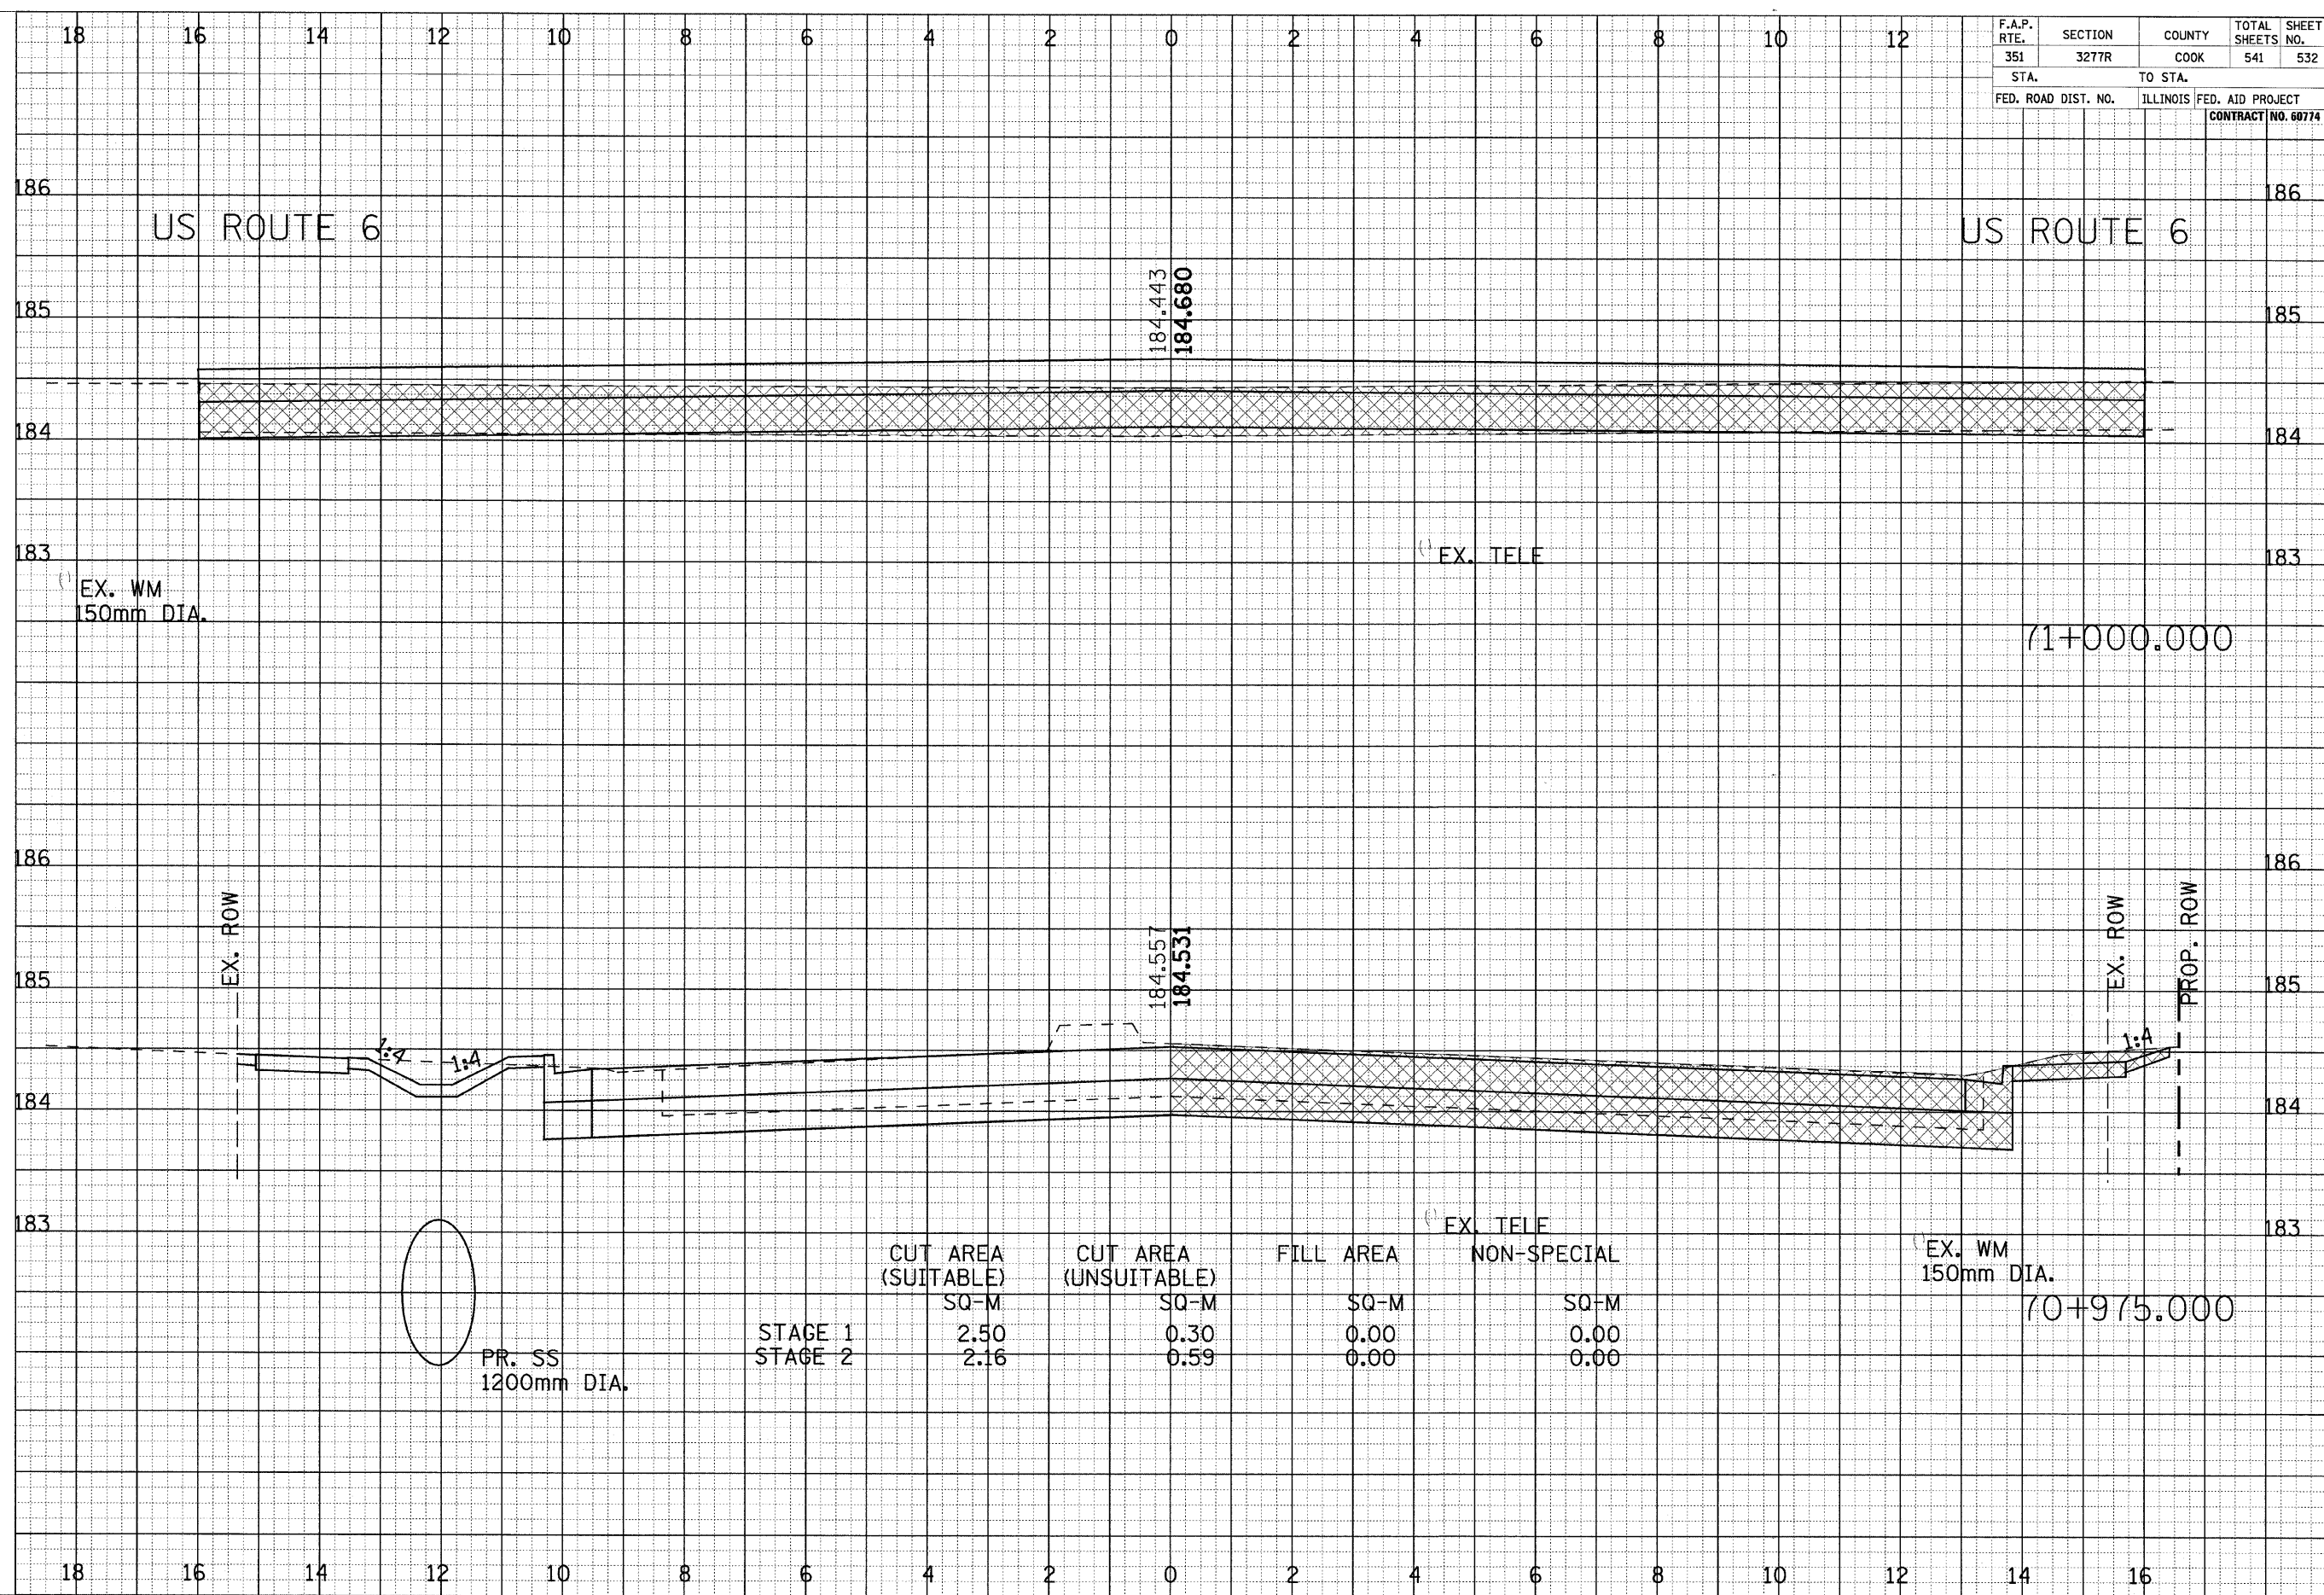 18 16 14 12 10 8 6 4 2 0 2 4 6 8 10 12
F.A.P. RTE. SECTION COUNTY TOTAL SHEETS SHEET NO.
351 3277R COOK 541 532
STA. TO STA.
FED. ROAD DIST. NO. ILLINOIS FED. AID PROJECT
CONTRACT NO. 60774
186 186
US ROUTE 6 US ROUTE 6
184.443
184.680
185 185
184 184
183 183
EX. TELE
EX. WM
150mm DIA.
71+000.000
186 186
EX. ROW
184.557
184.531
EX. ROW
PROP. ROW
185 185
1:4
1:4
1:4
184 184
183 183
EX. TELE
CUT AREA CUT AREA FILL AREA NON-SPECIAL
(SUITABLE) (UNSUITABLE)
SQ-M SQ-M SQ-M SQ-M
STAGE 1 2.50 0.30 0.00 0.00
STAGE 2 2.16 0.59 0.00 0.00
EX. WM
150mm DIA.
70+975.000
PR. SS
1200mm DIA.
18 16 14 12 10 8 6 4 2 0 2 4 6 8 10 12 14 16